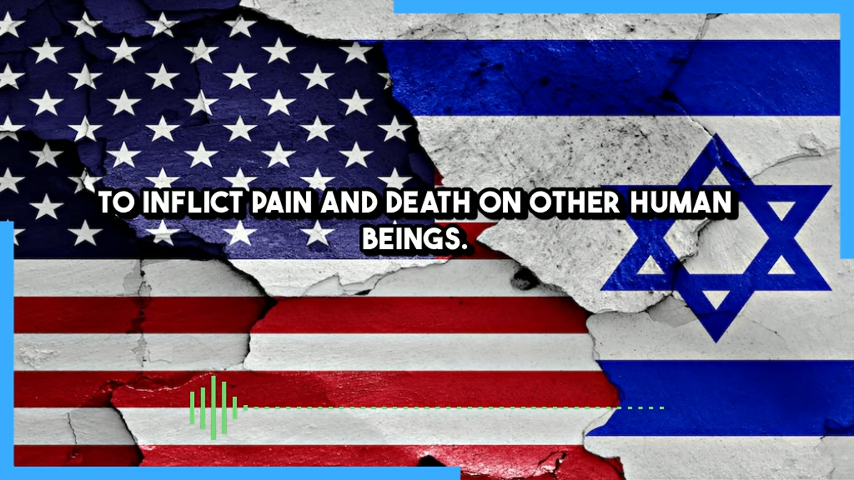 TO INFLICT PAIN AND DEATH ON OTHER HUMAN
BEINGS.